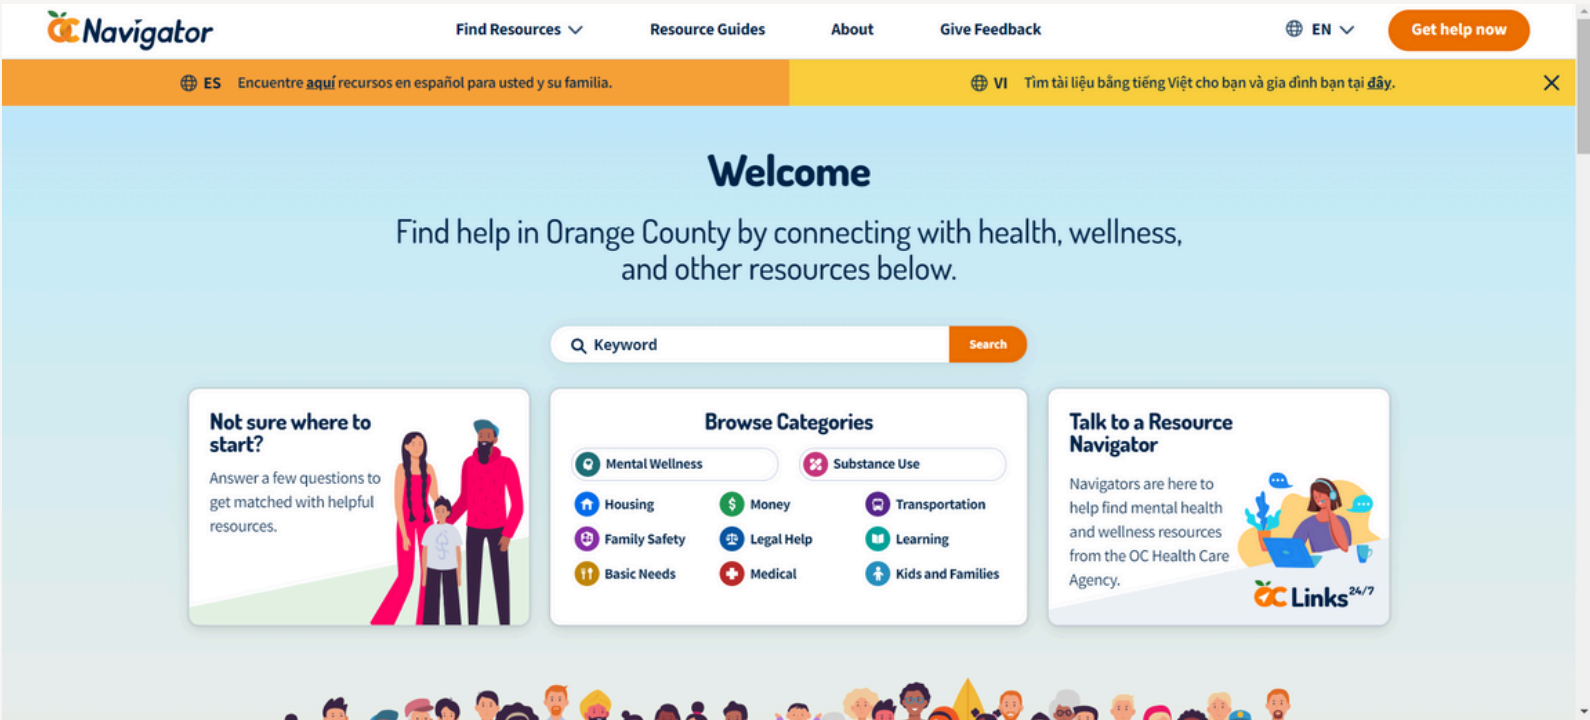 OC Navigator
Find Resources
Resource Guides
About
Give Feedback
EN
Get help now
ES Encuentre aquí recursos en español para usted y su familia.
VI Tìm tài liệu bằng tiếng Việt cho bạn và gia đình bạn tại đây.
Welcome
Find help in Orange County by connecting with health, wellness,
and other resources below.
Keyword
Search
Not sure where to
start?
Answer a few questions to
get matched with helpful
resources.
Browse Categories
Mental Wellness
Substance Use
Housing
Money
Transportation
Family Safety
Legal Help
Learning
Basic Needs
Medical
Kids and Families
Talk to a Resource
Navigator
Navigators are here to
help find mental health
and wellness resources
from the OC Health Care
Agency.
OC Links 24/7